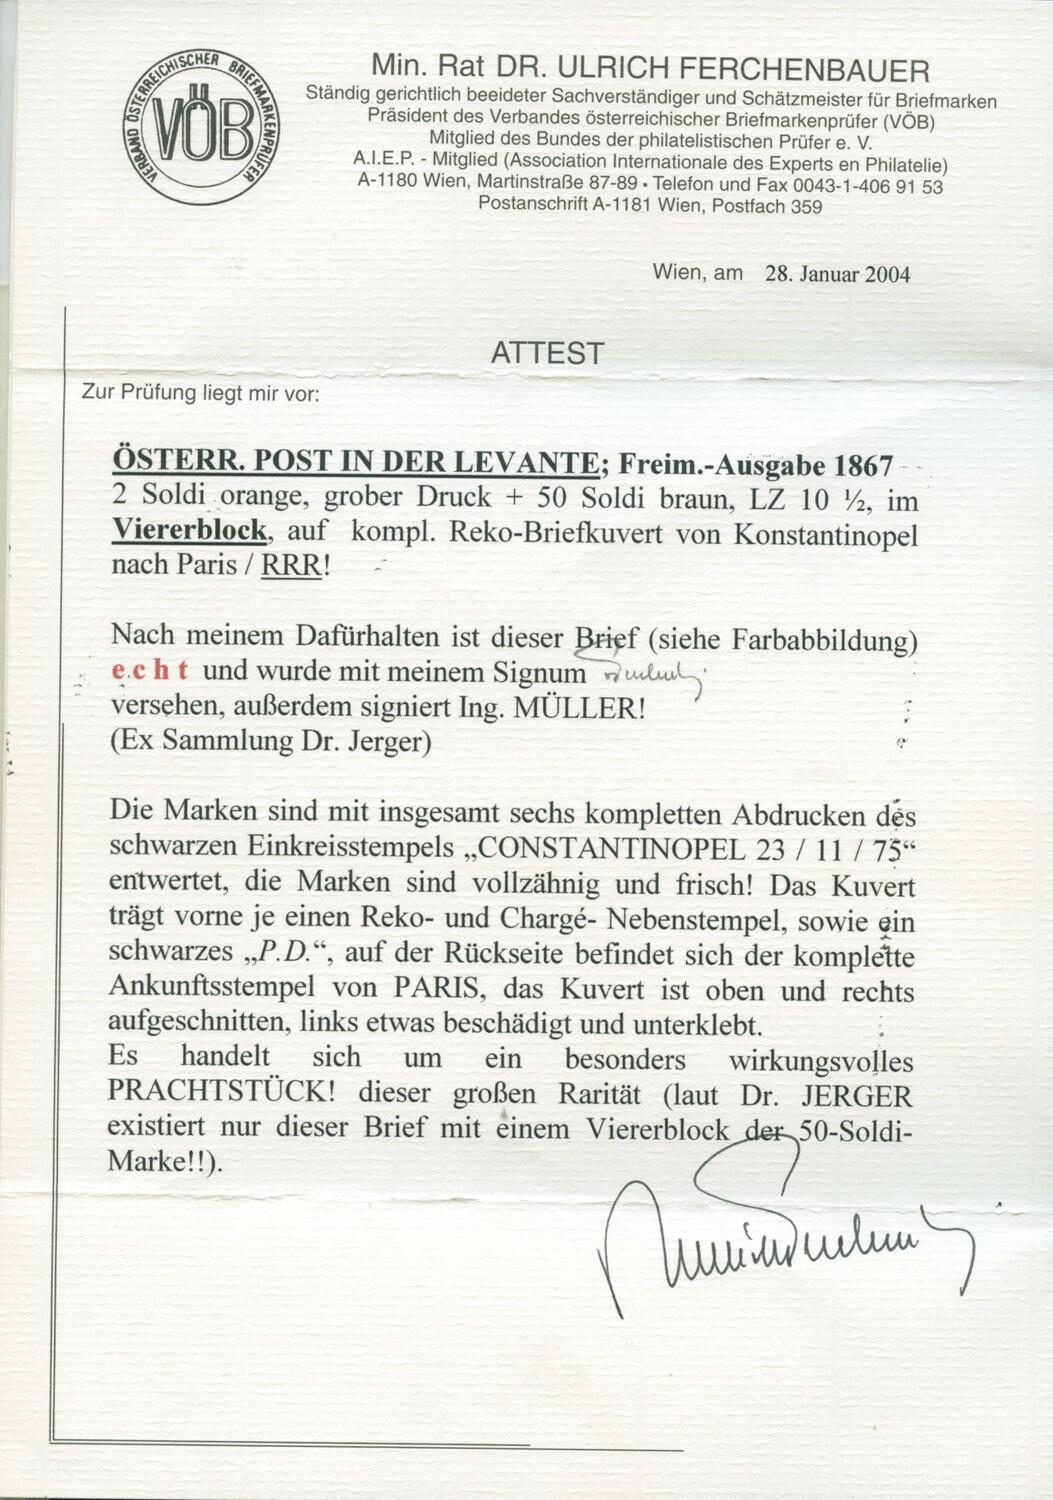 VERBAND ÖSTERREICHISCHER BRIEFMARKENPRÜFER
VÖB
Min. Rat DR. ULRICH FERCHENBAUER
Ständig gerichtlich beeideter Sachverständiger und Schätzmeister für Briefmarken
Präsident des Verbandes österreichischer Briefmarkenprüfer (VÖB)
Mitglied des Bundes der philatelistischen Prüfer e. V.
A.I.E.P. - Mitglied (Association Internationale des Experts en Philatelie)
A-1180 Wien, Martinstraße 87-89 • Telefon und Fax 0043-1-406 91 53
Postanschrift A-1181 Wien, Postfach 359
Wien, am 28. Januar 2004
ATTEST
Zur Prüfung liegt mir vor:
ÖSTERR. POST IN DER LEVANTE; Freim.-Ausgabe 1867
2 Soldi orange, grober Druck + 50 Soldi braun, LZ 10 ½, im
Viererblock, auf kompl. Reko-Briefkuvert von Konstantinopel
nach Paris / RRR!
Nach meinem Dafürhalten ist dieser Brief (siehe Farbabbildung)
e c h t und wurde mit meinem Signum
versehen, außerdem signiert Ing. MÜLLER!
(Ex Sammlung Dr. Jerger)
Die Marken sind mit insgesamt sechs kompletten Abdrucken des
schwarzen Einkreisstempels „CONSTANTINOPEL 23 / 11 / 75“
entwertet, die Marken sind vollzähnig und frisch! Das Kuvert
trägt vorne je einen Reko- und Chargé- Nebenstempel, sowie ein
schwarzes „P.D.“, auf der Rückseite befindet sich der komplette
Ankunftsstempel von PARIS, das Kuvert ist oben und rechts
aufgeschnitten, links etwas beschädigt und unterklebt.
Es handelt sich um ein besonders wirkungsvolles
PRACHTSTÜCK! dieser großen Rarität (laut Dr. JERGER
existiert nur dieser Brief mit einem Viererblock der 50-Soldi-
Marke!!).